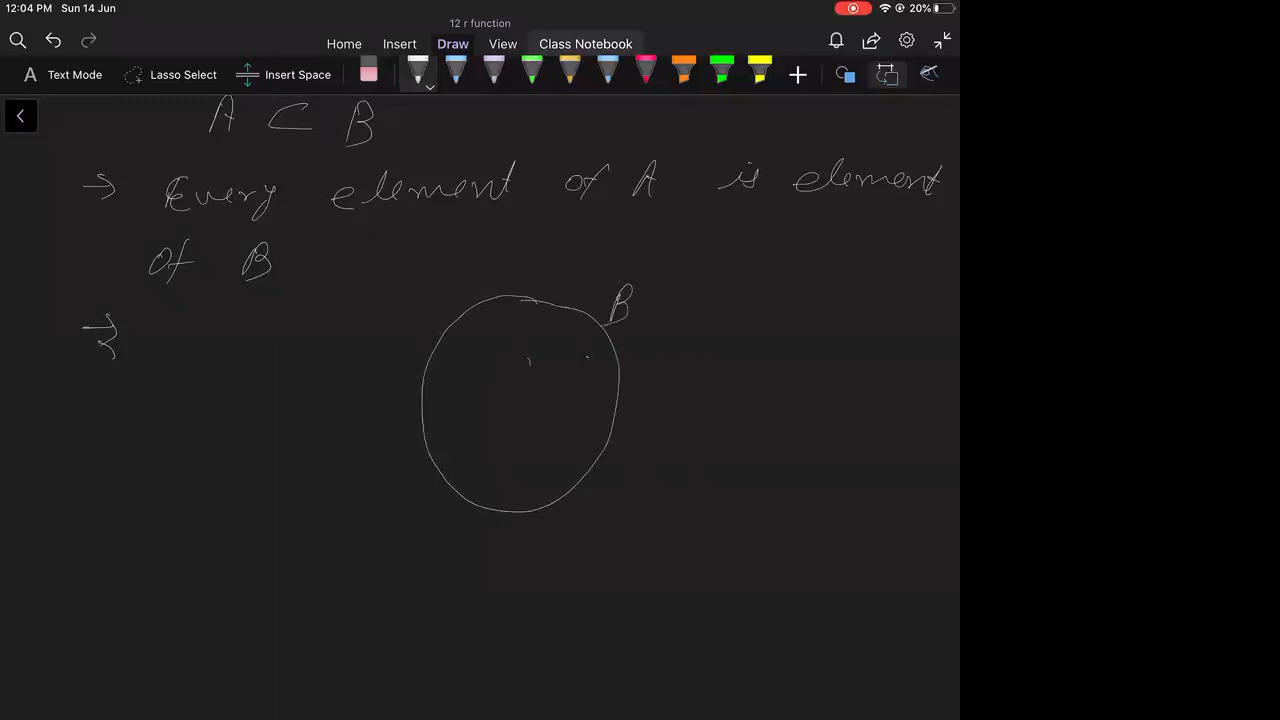 12:04 PM Sun 14 Jun
20%
12 r function
Home Insert Draw View Class Notebook
A Text Mode Lasso Select Insert Space
A ⊂ B
→ Every element of A is element
of B
B